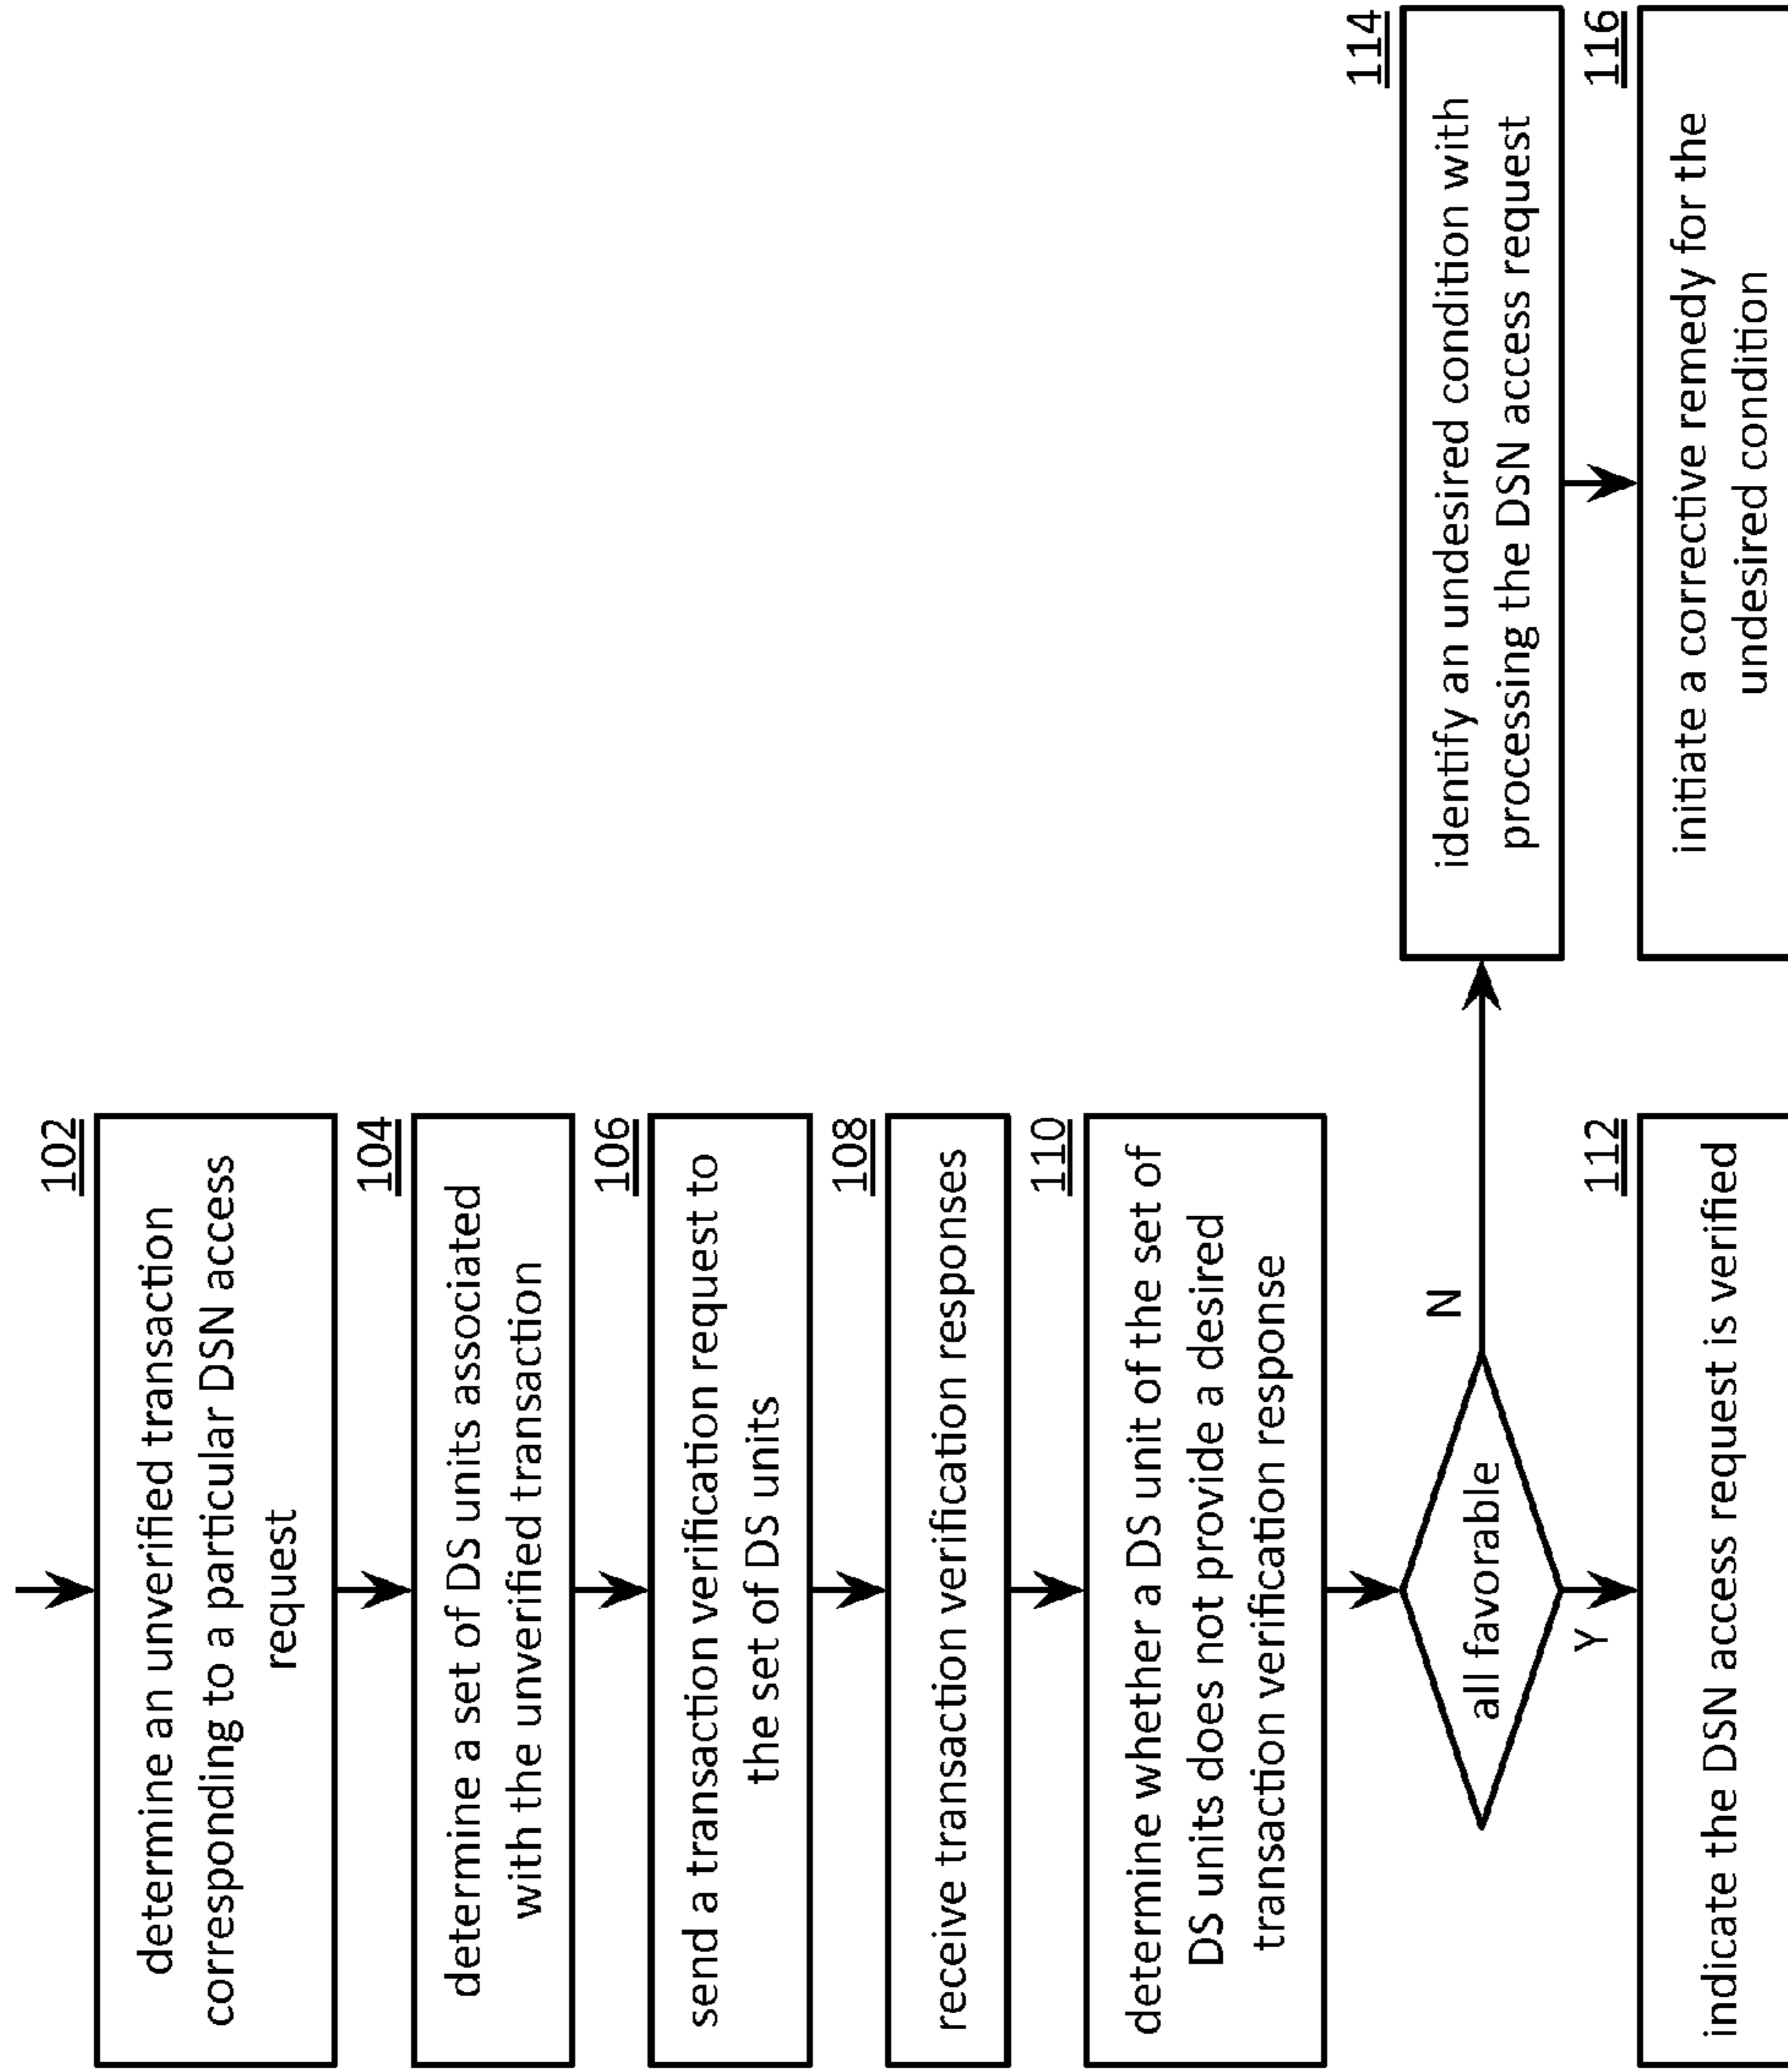 102
determine an unverified transaction
corresponding to a particular DSN access
request
104
determine a set of DS units associated
with the unverified transaction
106
send a transaction verification request to
the set of DS units
108
receive transaction verification responses
110
determine whether a DS unit of the set of
DS units does not provide a desired
transaction verification response
all favorable
N
Y
112
indicate the DSN access request is verified
114
identify an undesired condition with
processing the DSN access request
116
initiate a corrective remedy for the
undesired condition